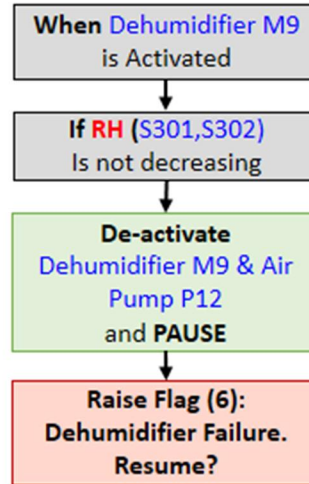 When Dehumidifier M9
is Activated
If RH (S301,S302)
Is not decreasing
De-activate
Dehumidifier M9 & Air
Pump P12
and PAUSE
Raise Flag (6):
Dehumidifier Failure.
Resume?